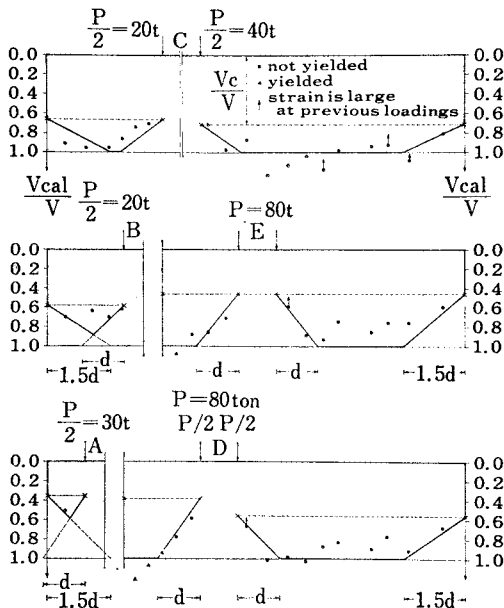 P/2=20t C P/2=40t
0.0 0.0
0.2 Vc/V • not yielded 0.2
0.4 ▴ yielded 0.4
0.6 strain is large 0.6
at previous loadings
0.8 0.8
1.0 1.0
Vcal/V P/2=20t P=80t Vcal/V
B E
0.0 0.0
0.2 0.2
0.4 0.4
0.6 0.6
0.8 0.8
1.0 1.0
d d d
1.5d 1.5d
P/2=30t P=80ton
P/2 P/2
A D
0.0 0.0
0.2 0.2
0.4 0.4
0.6 0.6
0.8 0.8
1.0 1.0
d d d
1.5d 1.5d